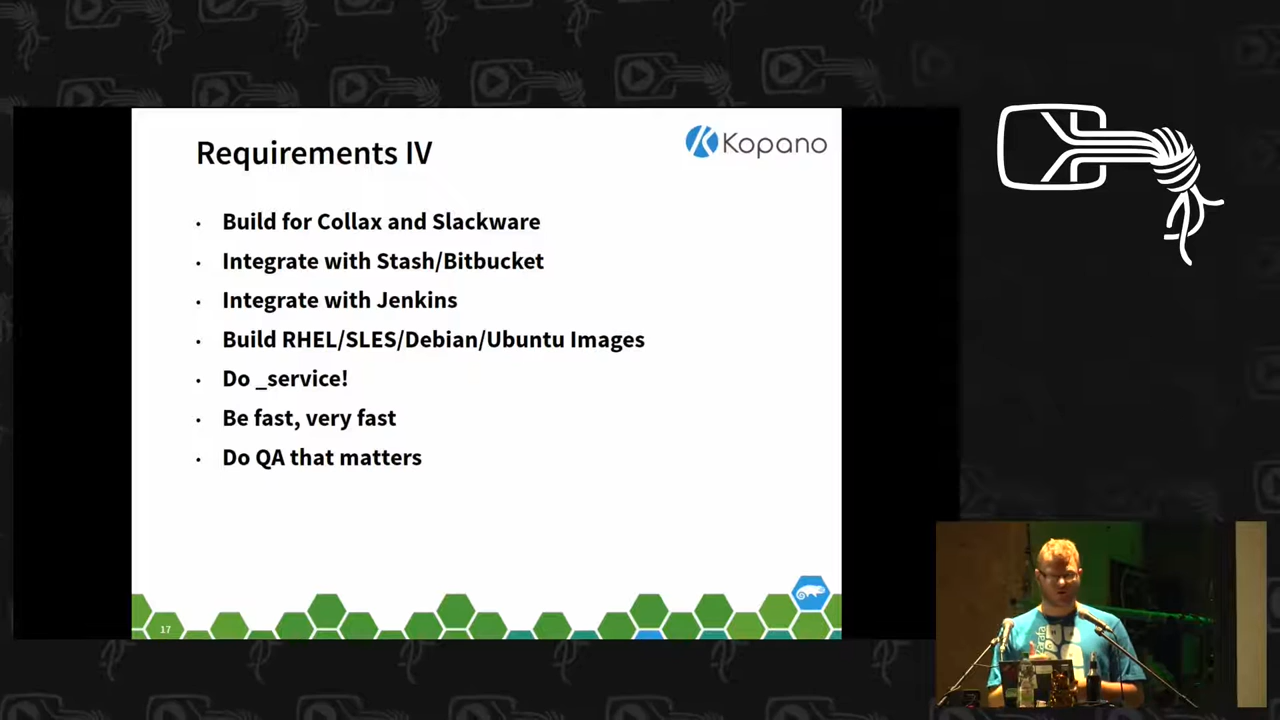 Requirements IV
Kopano
Build for Collax and Slackware
Integrate with Stash/Bitbucket
Integrate with Jenkins
Build RHEL/SLES/Debian/Ubuntu Images
Do _service!
Be fast, very fast
Do QA that matters
17